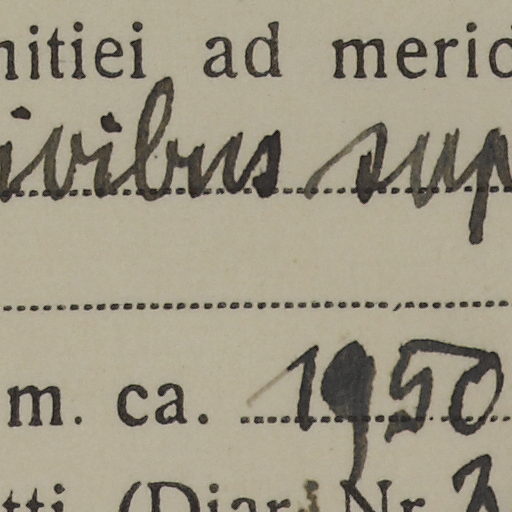 nitiei ad merid
ivibus sup
m. ca. 1950
tti (Diar. Nr.